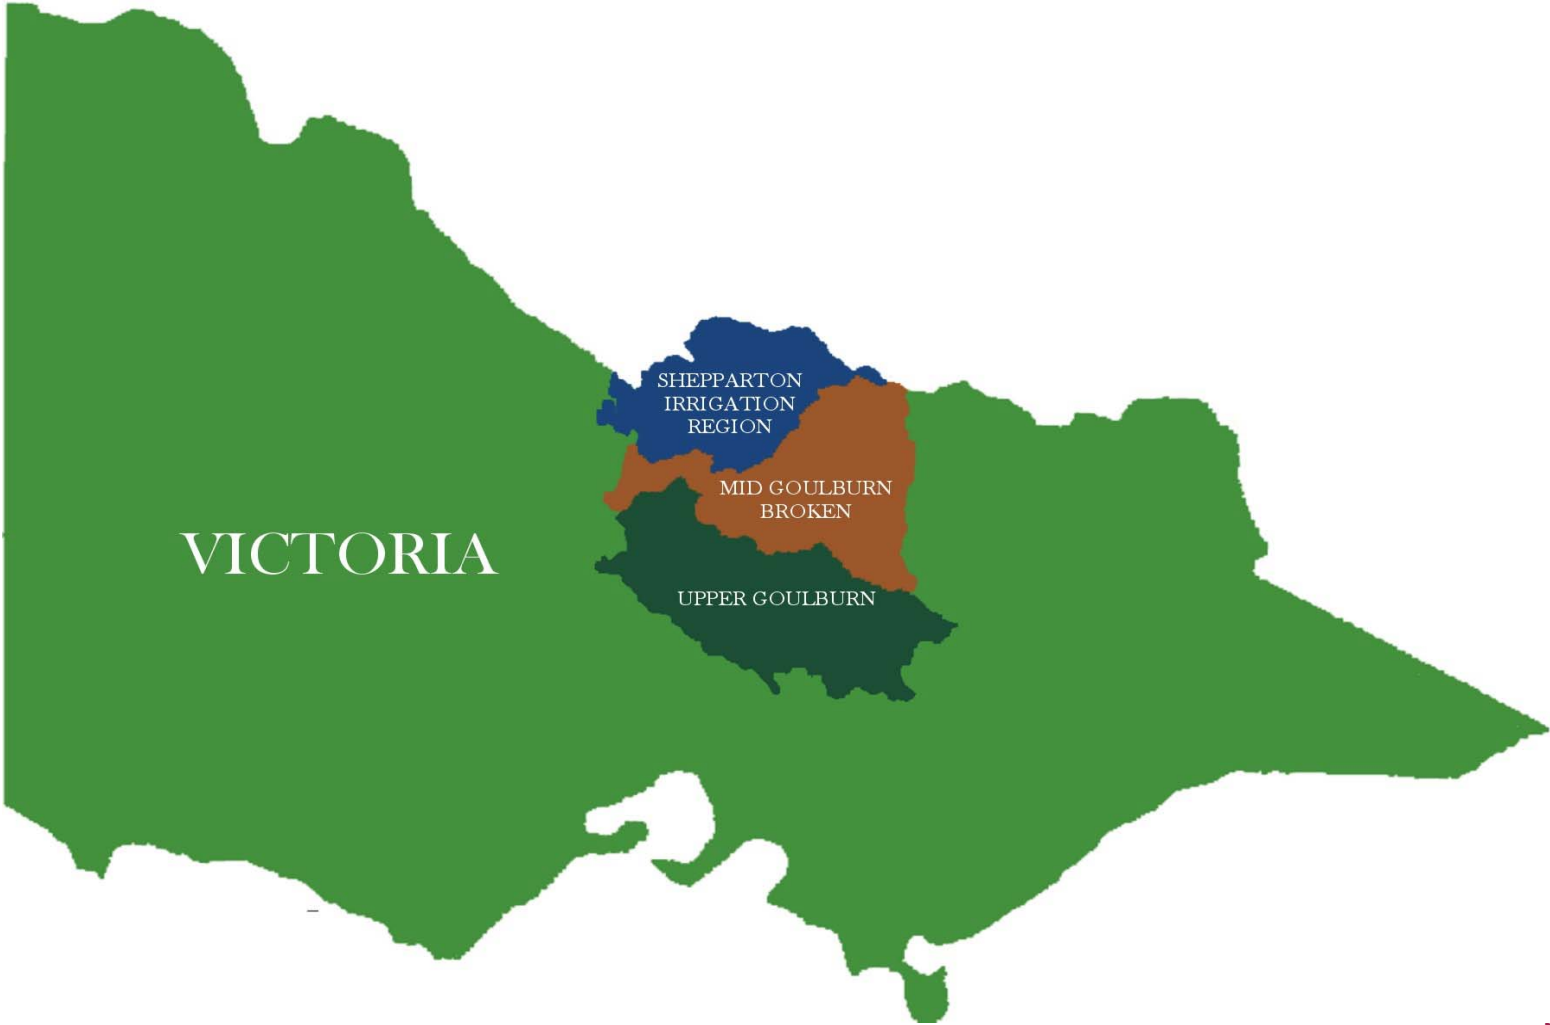 SHEPPARTON
IRRIGATION
REGION
MID GOULBURN
BROKEN
VICTORIA
UPPER GOULBURN